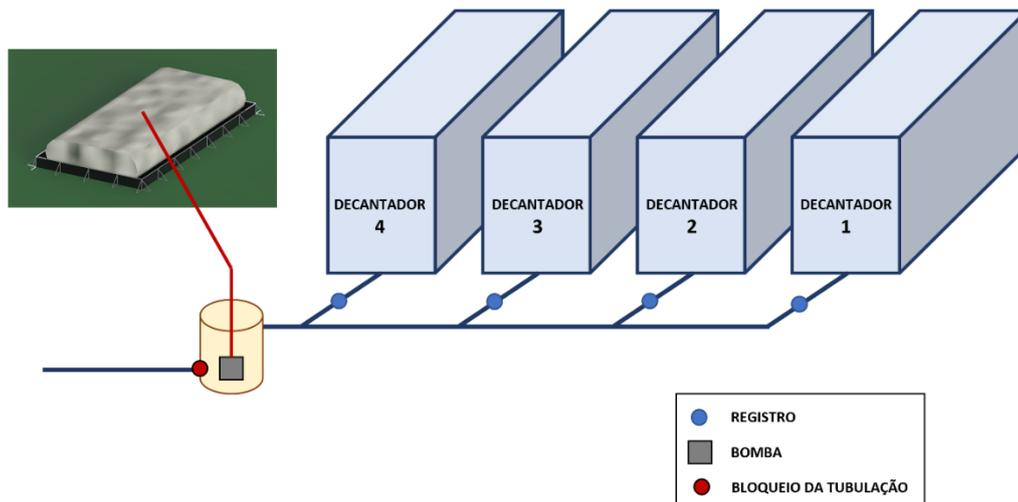 DECANTADOR
4
DECANTADOR
3
DECANTADOR
2
DECANTADOR
1
REGISTRO
BOMBA
BLOQUEIO DA TUBULAÇÃO